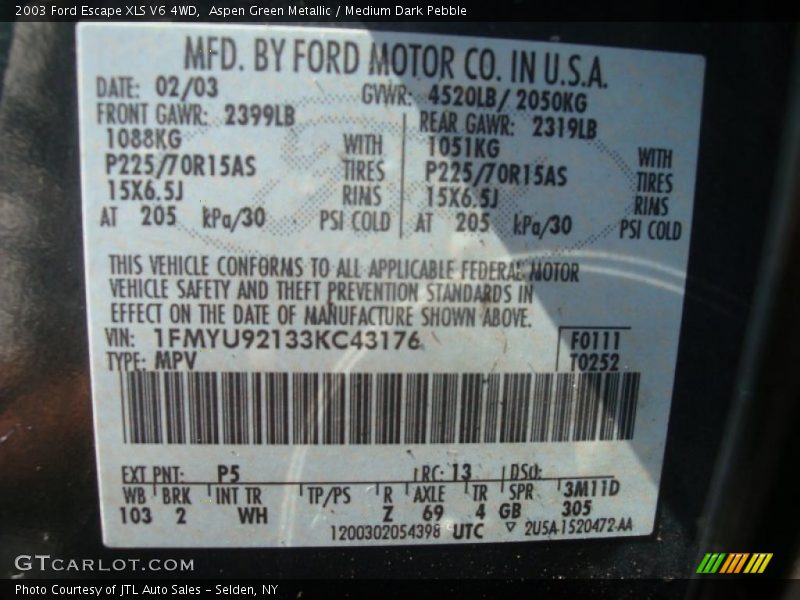 2003 Ford Escape XLS V6 4WD,  Aspen Green Metallic / Medium Dark Pebble
MFD. BY FORD MOTOR CO. IN U.S.A.
DATE: 02/03
GVWR: 4520LB/ 2050KG
FRONT GAWR: 2399LB
1088KG
P225/70R15AS
15X6.5J
WITH
TIRES
RIMS
AT 205 kPa/30 PSI COLD
REAR GAWR: 2319LB
1051KG
P225/70R15AS
15X6.5J
WITH
TIRES
RIMS
AT 205 kPa/30 PSI COLD
THIS VEHICLE CONFORMS TO ALL APPLICABLE FEDERAL MOTOR
VEHICLE SAFETY AND THEFT PREVENTION STANDARDS IN
EFFECT ON THE DATE OF MANUFACTURE SHOWN ABOVE.
VIN: 1FMYU92133KC43176
F0111
TYPE: MPV
T0252
EXT PNT: P5 RC: 13 DSO:
WB BRK INT TR TP/PS R AXLE TR SPR 3M11D
103 2 WH Z 69 4 GB 305
1200302054398 UTC ▽ 2U5A-1520472-AA
GTCARLOT.COM
Photo Courtesy of JTL Auto Sales – Selden, NY